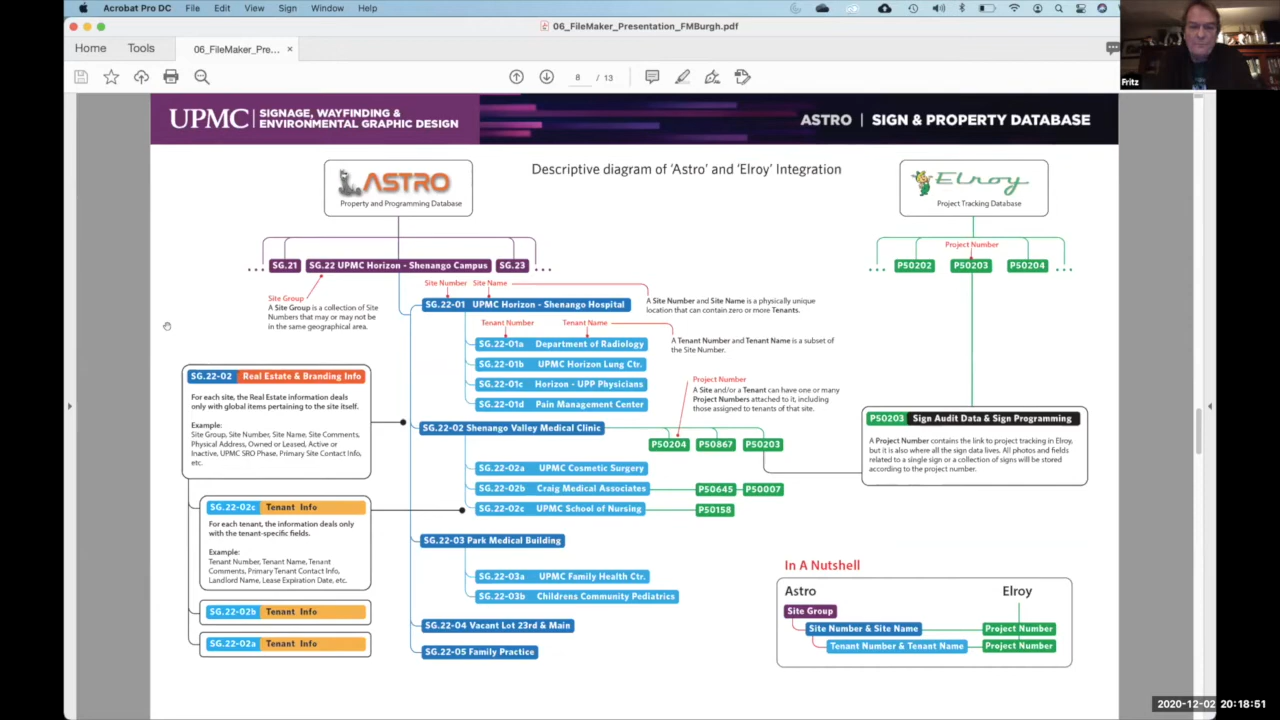 Acrobat Pro DC File Edit View Sign Window Help
06_FileMaker_Presentation_FMBurgh.pdf
Home Tools 06_FileMaker_Pre... ×
8 / 13
Fritz
UPMC SIGNAGE, WAYFINDING &
ENVIRONMENTAL GRAPHIC DESIGN
ASTRO | SIGN & PROPERTY DATABASE
ASTRO
Property and Programming Database
Descriptive diagram of 'Astro' and 'Elroy' Integration
Elroy
Project Tracking Database
... SG.21 SG.22 UPMC Horizon - Shenango Campus SG.23 ...
Project Number
... P50202 P50203 P50204 ...
Site Group
A Site Group is a collection of Site
Numbers that may or may not be
in the same geographical area.
Site Number Site Name
SG.22-01 UPMC Horizon - Shenango Hospital
A Site Number and Site Name is a physically unique
location that can contain zero or more Tenants.
Tenant Number Tenant Name
SG.22-01a Department of Radiology
A Tenant Number and Tenant Name is a subset of
the Site Number.
SG.22-01b UPMC Horizon Lung Ctr.
SG.22-01c Horizon - UPP Physicians
SG.22-01d Pain Management Center
Project Number
A Site and/or a Tenant can have one or many
Project Numbers attached to it, including
those assigned to tenants of that site.
SG.22-02 Real Estate & Branding Info
For each site, the Real Estate information deals
only with global items pertaining to the site itself.
Example:
Site Group, Site Number, Site Name, Site Comments,
Physical Address, Owned or Leased, Active or
Inactive, UPMC SRO Phase, Primary Site Contact Info,
etc.
SG.22-02 Shenango Valley Medical Clinic
P50204 P50867 P50203
P50203 Sign Audit Data & Sign Programming
A Project Number contains the link to project tracking in Elroy,
but it is also where all the sign data lives. All photos and fields
related to a single sign or a collection of signs will be stored
according to the project number.
SG.22-02a UPMC Cosmetic Surgery
SG.22-02b Craig Medical Associates
P50645 P50007
SG.22-02c UPMC School of Nursing
P50158
SG.22-02c Tenant Info
For each tenant, the information deals only
with the tenant-specific fields.
Example:
Tenant Number, Tenant Name, Tenant
Comments, Primary Tenant Contact Info,
Landlord Name, Lease Expiration Date, etc.
SG.22-02b Tenant Info
SG.22-02a Tenant Info
SG.22-03 Park Medical Building
SG.22-03a UPMC Family Health Ctr.
SG.22-03b Childrens Community Pediatrics
SG.22-04 Vacant Lot 23rd & Main
SG.22-05 Family Practice
In A Nutshell
Astro Elroy
Site Group
Site Number & Site Name Project Number
Tenant Number & Tenant Name Project Number
2020-12-02 20:18:51